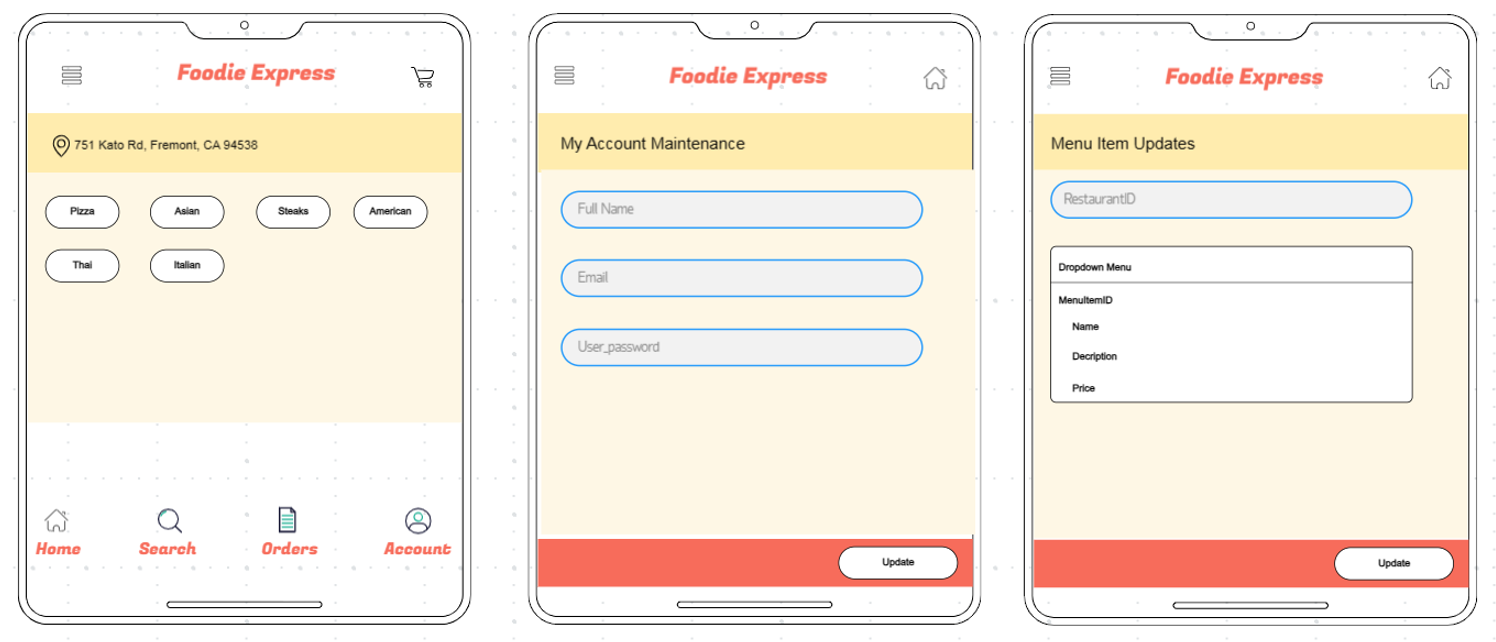 Foodie Express
751 Kato Rd, Fremont, CA 94538
Pizza Asian Steaks American
Thai Italian
Home Search Orders Account
Foodie Express
My Account Maintenance
Full Name
Email
User_password
Update
Foodie Express
Menu Item Updates
RestaurantID
Dropdown Menu
MenuItemID
Name
Decription
Price
Update